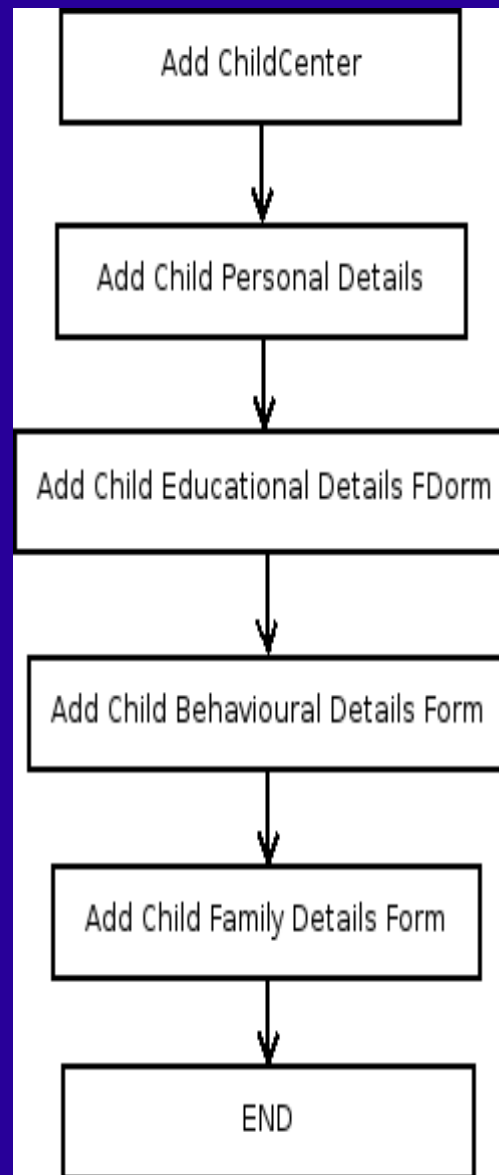 Add ChildCenter
Add Child Personal Details
Add Child Educational Details FDorm
Add Child Behavioural Details Form
Add Child Family Details Form
END